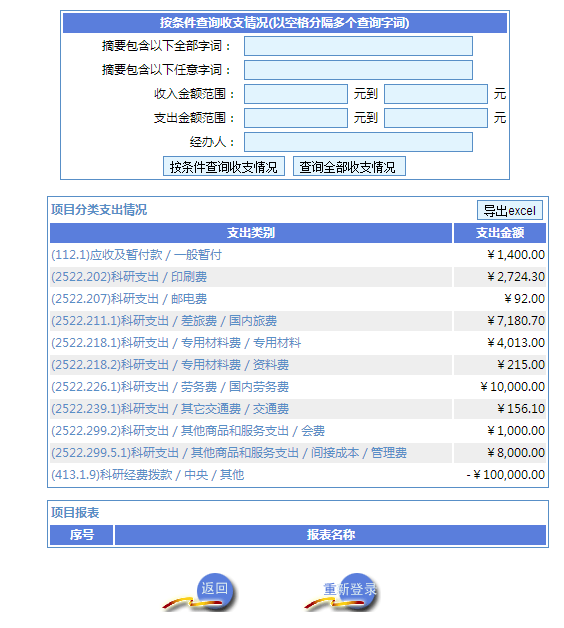 按条件查询收支情况(以空格分隔多个查询字词)
摘要包含以下全部字词：
摘要包含以下任意字词：
收入金额范围： 元到 元
支出金额范围： 元到 元
经办人：
按条件查询收支情况 查询全部收支情况
项目分类支出情况 导出excel
支出类别 支出金额
(112.1)应收及暂付款 / 一般暂付 ￥1,400.00
(2522.202)科研支出 / 印刷费 ￥2,724.30
(2522.207)科研支出 / 邮电费 ￥92.00
(2522.211.1)科研支出 / 差旅费 / 国内旅费 ￥7,180.70
(2522.218.1)科研支出 / 专用材料费 / 专用材料 ￥4,013.00
(2522.218.2)科研支出 / 专用材料费 / 资料费 ￥215.00
(2522.226.1)科研支出 / 劳务费 / 国内劳务费 ￥10,000.00
(2522.239.1)科研支出 / 其它交通费 / 交通费 ￥156.10
(2522.299.2)科研支出 / 其他商品和服务支出 / 会费 ￥1,000.00
(2522.299.5.1)科研支出 / 其他商品和服务支出 / 间接成本 / 管理费 ￥8,000.00
(413.1.9)科研经费拨款 / 中央 / 其他 -￥100,000.00
项目报表
序号 报表名称
返回 重新登录